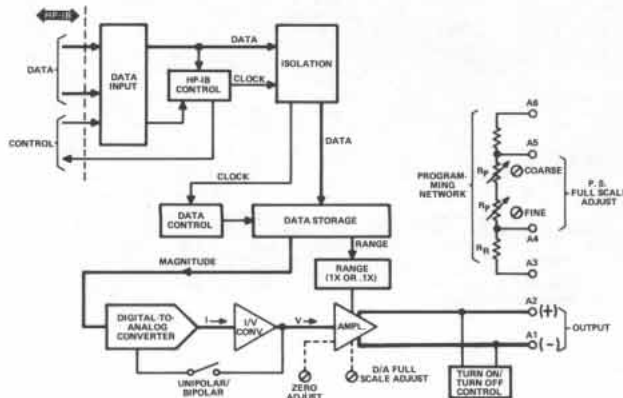 HP-IB
DATA
CONTROL
DATA
INPUT
DATA
HP-IB
CONTROL
CLOCK
ISOLATION
DATA
CLOCK
DATA
CONTROL
DATA STORAGE
MAGNITUDE
RANGE
RANGE
(1X OR .1X)
DIGITAL-TO-
ANALOG
CONVERTER
I
I/V
CONV.
V
AMPL.
UNIPOLAR/
BIPOLAR
ZERO
ADJUST
D/A FULL
SCALE ADJUST
TURN ON/
TURN OFF
CONTROL
A2
(+)
A1
(-)
OUTPUT
PROGRAM-
MING
NETWORK
A6
A5
RP
COARSE
RP
FINE
A4
RR
A3
P. S.
FULL SCALE
ADJUST